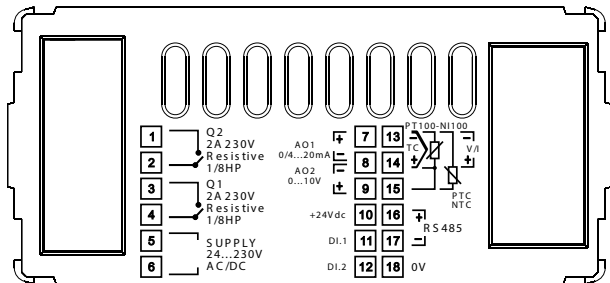 1
Q2
2A 230V
2
Resistive
1/8HP
3
Q1
2A 230V
4
Resistive
1/8HP
5
SUPPLY
24...230V
6
AC/DC
AO1
0/4...20mA
+
-
7
8
AO2
0...10V
-
+
9
+24Vdc
10
DI.1
11
DI.2
12
PT100-NI100
13
-
TC
14
+
15
-
V/I
+
PTC
NTC
16
+
RS485
17
-
18
0V